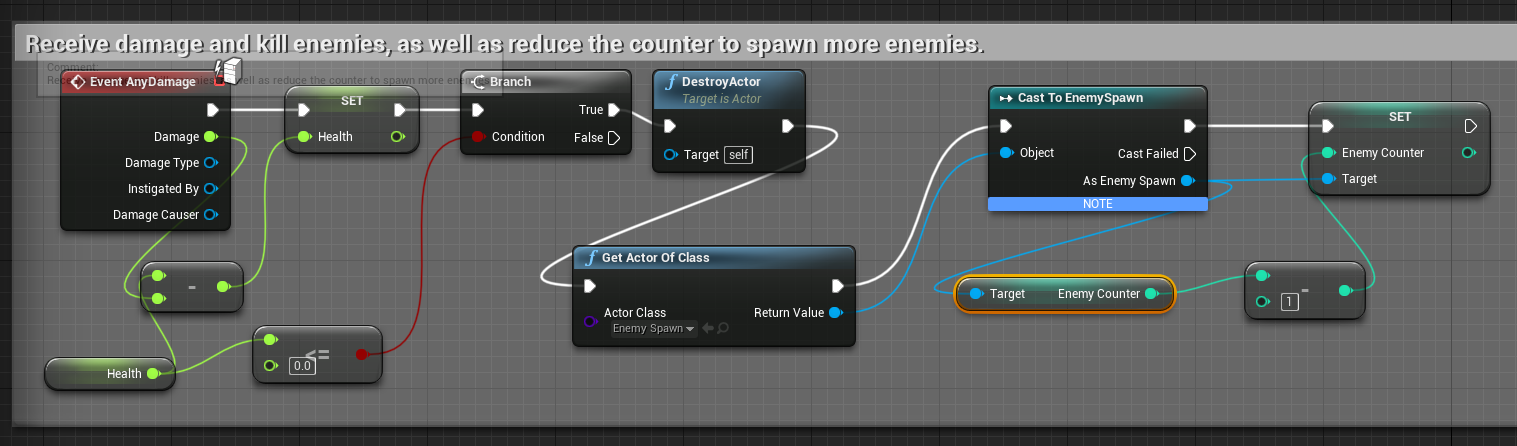 Receive damage and kill enemies, as well as reduce the counter to spawn more enemies.
Comment:
Event AnyDamage
Damage
Damage Type
Instigated By
Damage Causer
SET
Health
Branch
True
Condition
False
DestroyActor
Target is Actor
Target self
Cast To EnemySpawn
Object
Cast Failed
As Enemy Spawn
NOTE
SET
Enemy Counter
Target
-
Health
<=
0.0
Get Actor Of Class
Actor Class
Enemy Spawn
Return Value
Target Enemy Counter
-
1